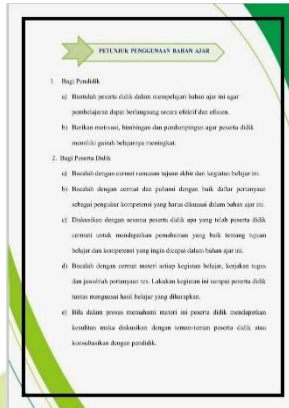 PETUNJUK PENGGUNAAN BAHAN AJAR
1. Bagi Pendidik
a) Bantulah peserta didik dalam mempelajari bahan ajar ini agar
pembelajaran dapat berlangsung secara efektif dan efisien.
b) Berikan motivasi, bimbingan dan pendampingan agar peserta didik
memiliki gairah belajarnya meningkat.
2. Bagi Peserta Didik
a) Bacalah dengan cermat rumusan tujuan akhir dari kegiatan belajar ini.
b) Bacalah dengan cermat dan pahami dengan baik daftar pertanyaan
sebagai pengukur kompetensi yang harus dikuasai dalam bahan ajar ini.
c) Diskusikan dengan sesama peserta didik apa yang telah peserta didik
cermati untuk mendapatkan pemahaman yang baik tentang tujuan
belajar dan kompetensi yang ingin dicapai dalam bahan ajar ini.
d) Bacalah dengan cermat materi setiap kegiatan belajar, kerjakan tugas
dan jawablah pertanyaan tes. Lakukan kegiatan ini sampai peserta didik
tuntas menguasai hasil belajar yang diharapkan.
e) Bila dalam proses memahami materi ini peserta didik mendapatkan
kesulitan maka diskusikan dengan teman-teman peserta didik atau
konsultasikan dengan pendidik.